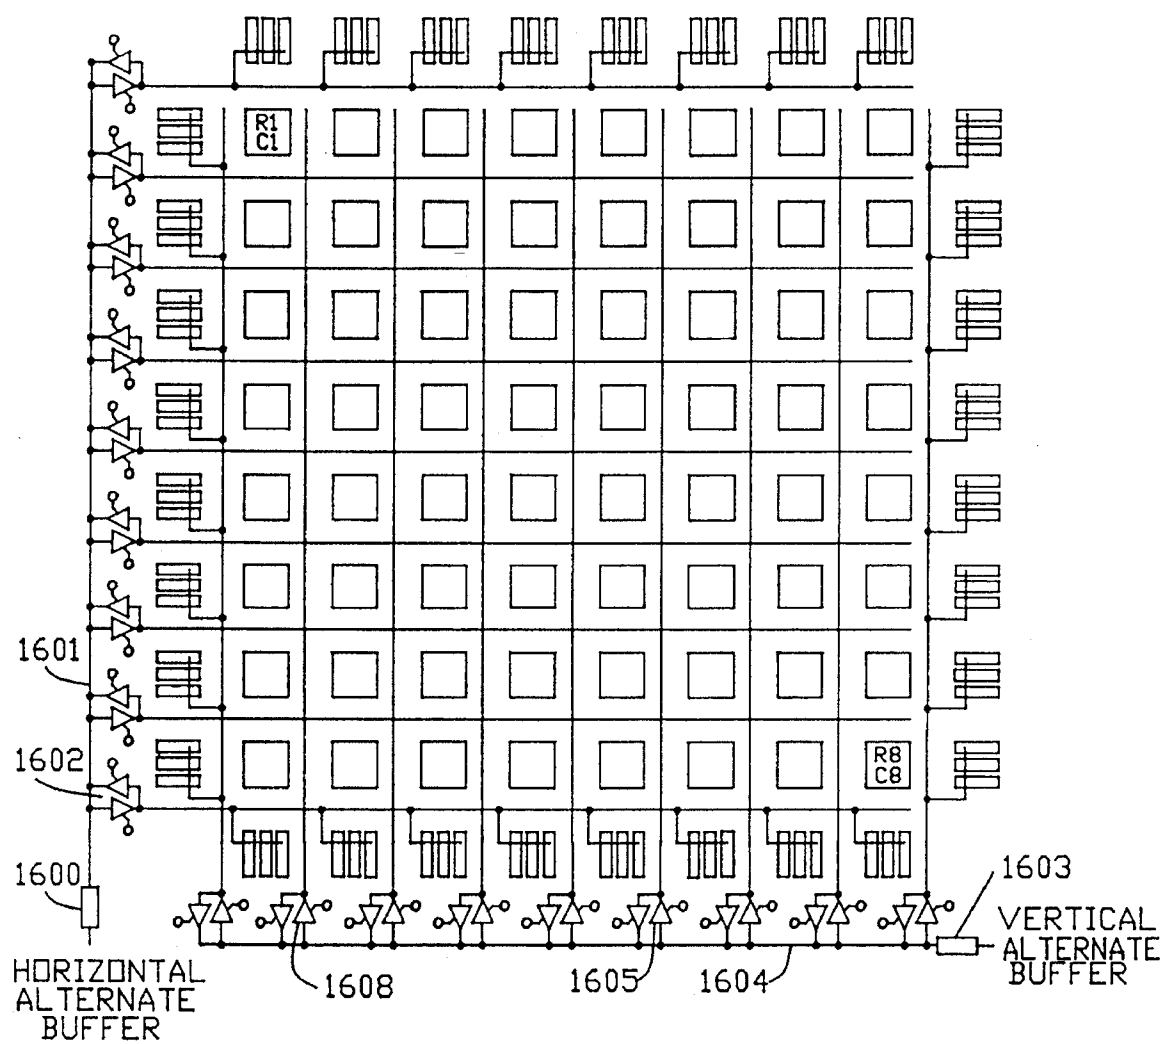 R1
C1
1601
1602
R8
C8
1600
1603
VERTICAL
ALTERNATE
BUFFER
1608
1605
1604
HORIZONTAL
ALTERNATE
BUFFER